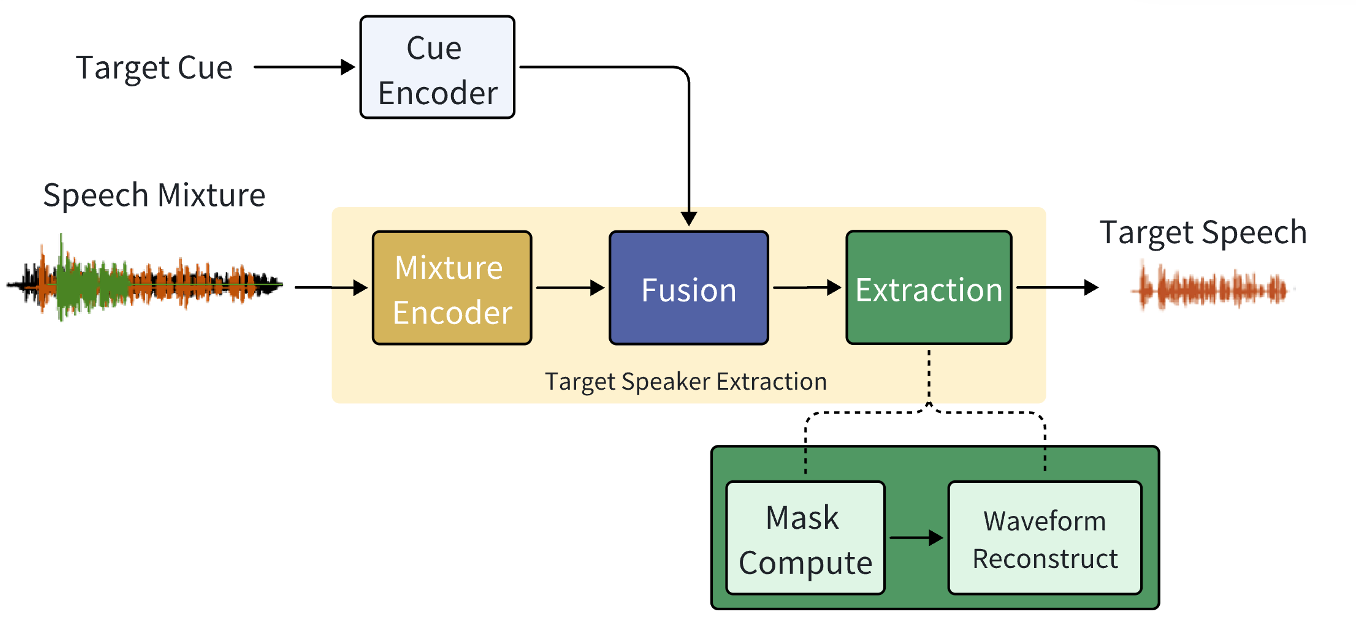 Target Cue
Cue
Encoder
Speech Mixture
Mixture
Encoder
Fusion
Extraction
Target Speech
Target Speaker Extraction
Mask
Compute
Waveform
Reconstruct